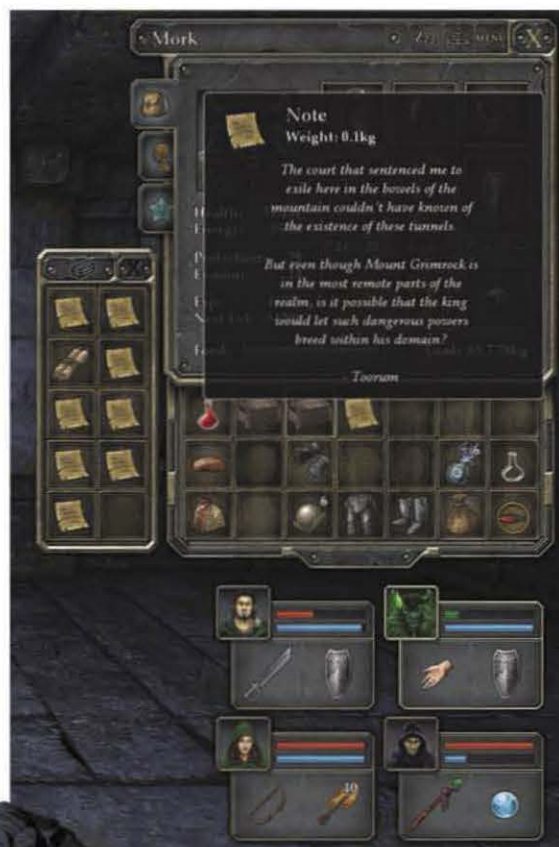 Mork
MENU
X
Note
Weight: 0.1kg
The court that sentenced me to
exile here in the bowels of the
mountain couldn't have known of
the existence of these tunnels.
But even though Mount Grimrock is
in the most remote parts of the
realm, is it possible that the king
would let such dangerous powers
breed within his domain?
- Toorum
X
10